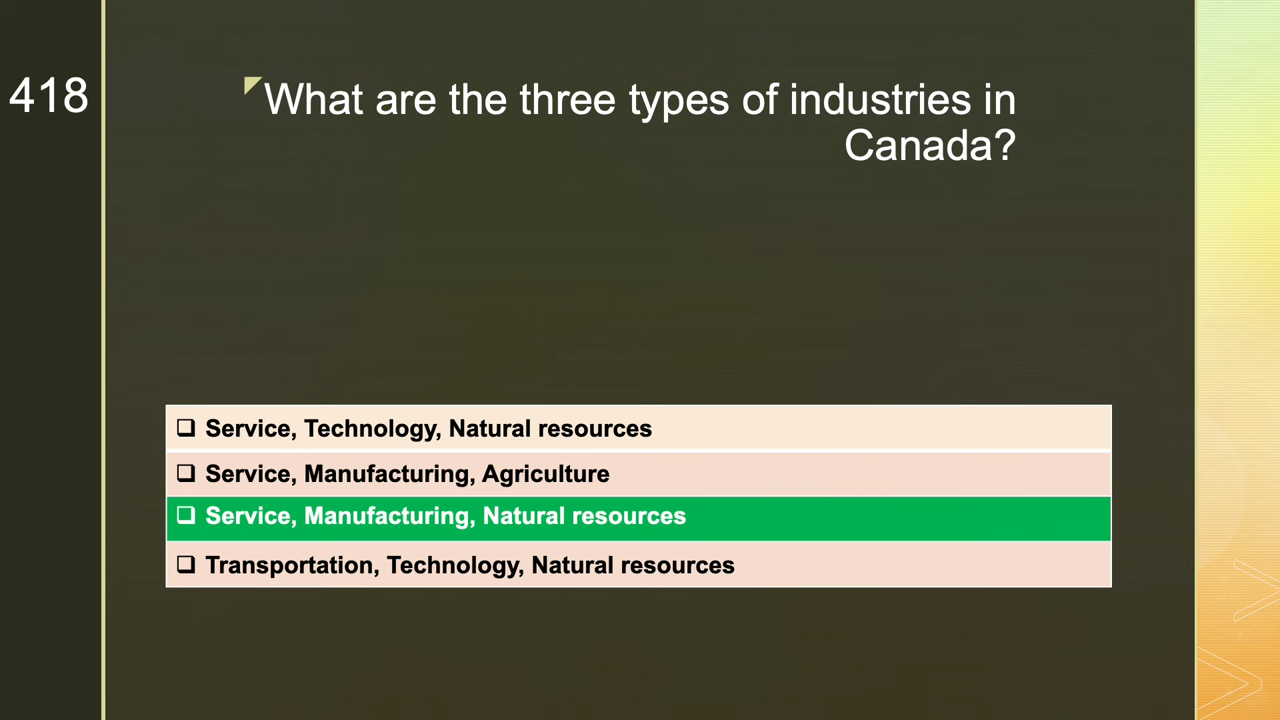 418
What are the three types of industries in
Canada?
❑ Service, Technology, Natural resources
❑ Service, Manufacturing, Agriculture
❑ Service, Manufacturing, Natural resources
❑ Transportation, Technology, Natural resources